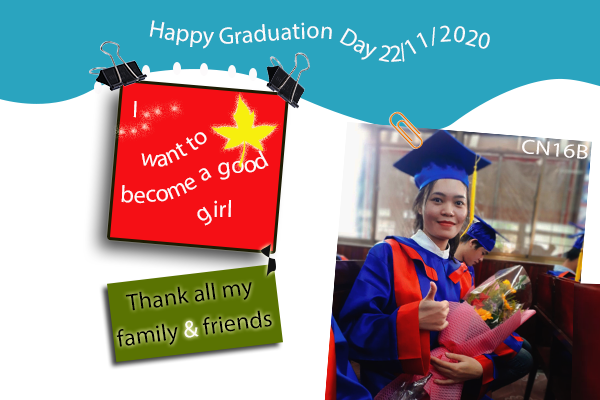 Happy Graduation Day 22/11/2020
CN16B
I
want to
become a good
girl
Thank all my
family & friends